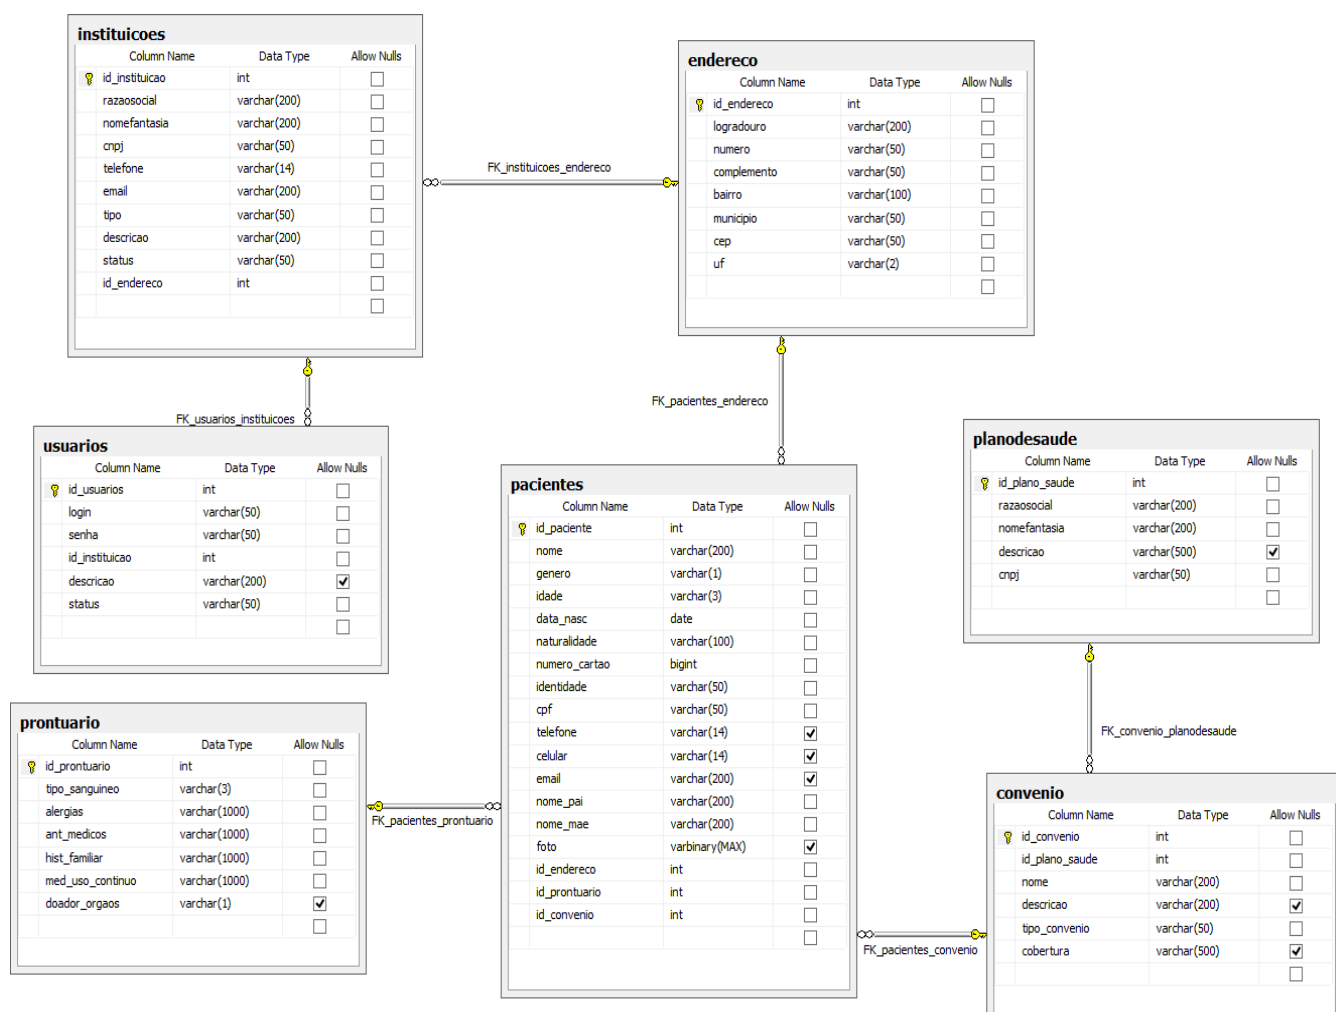 instituicoes
Column Name Data Type Allow Nulls
id_instituicao int
razaosocial varchar(200)
nomefantasia varchar(200)
cnpj varchar(50)
telefone varchar(14)
email varchar(200)
tipo varchar(50)
descricao varchar(200)
status varchar(50)
id_endereco int
FK_instituicoes_endereco
endereco
Column Name Data Type Allow Nulls
id_endereco int
logradouro varchar(200)
numero varchar(50)
complemento varchar(50)
bairro varchar(100)
municipio varchar(50)
cep varchar(50)
uf varchar(2)
FK_usuarios_instituicoes
FK_pacientes_endereco
usuarios
Column Name Data Type Allow Nulls
id_usuarios int
login varchar(50)
senha varchar(50)
id_instituicao int
descricao varchar(200)
status varchar(50)
pacientes
Column Name Data Type Allow Nulls
id_paciente int
nome varchar(200)
genero varchar(1)
idade varchar(3)
data_nasc date
naturalidade varchar(100)
numero_cartao bigint
identidade varchar(50)
cpf varchar(50)
telefone varchar(14)
celular varchar(14)
email varchar(200)
nome_pai varchar(200)
nome_mae varchar(200)
foto varbinary(MAX)
id_endereco int
id_prontuario int
id_convenio int
planodesaude
Column Name Data Type Allow Nulls
id_plano_saude int
razaosocial varchar(200)
nomefantasia varchar(200)
descricao varchar(500)
cnpj varchar(50)
prontuario
Column Name Data Type Allow Nulls
id_prontuario int
tipo_sanguineo varchar(3)
alergias varchar(1000)
ant_medicos varchar(1000)
hist_familiar varchar(1000)
med_uso_continuo varchar(1000)
doador_orgaos varchar(1)
FK_pacientes_prontuario
FK_convenio_planodesaude
convenio
Column Name Data Type Allow Nulls
id_convenio int
id_plano_saude int
nome varchar(200)
descricao varchar(200)
tipo_convenio varchar(50)
cobertura varchar(500)
FK_pacientes_convenio